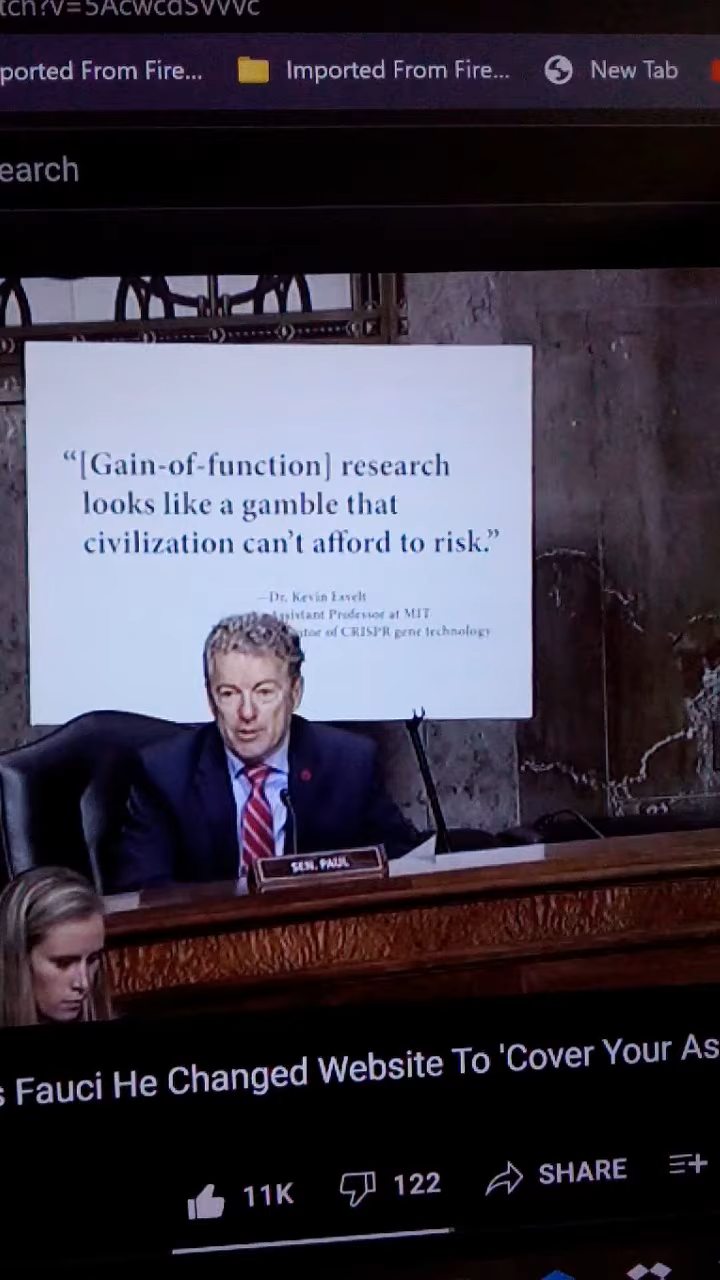 tch?v=5AcwcdSVVVc
ported From Fire...
Imported From Fire...
New Tab
earch
“[Gain-of-function] research
looks like a gamble that
civilization can’t afford to risk.”
—Dr. Kevin Esvelt
Assistant Professor at MIT
of CRISPR gene technology
SEN. PAUL
s Fauci He Changed Website To 'Cover Your As
11K
122
SHARE